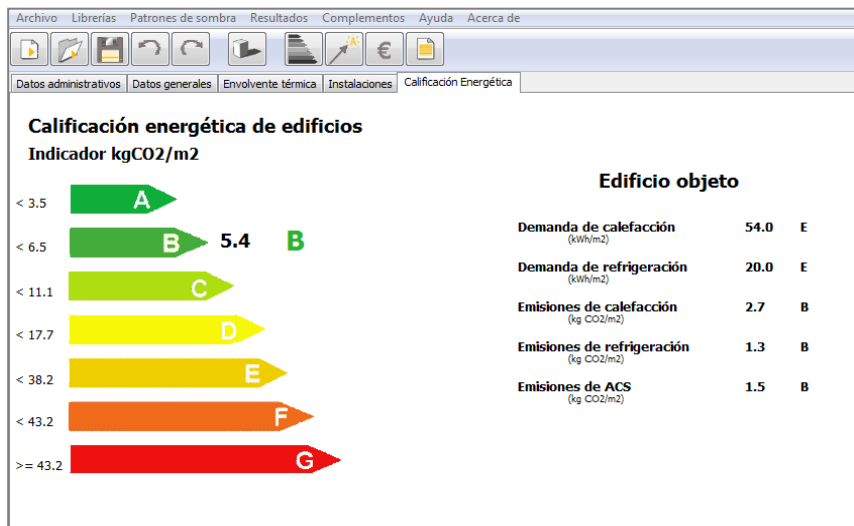 Archivo Librerías Patrones de sombra Resultados Complementos Ayuda Acerca de
A
€
Datos administrativos Datos generales Envolvente térmica Instalaciones Calificación Energética
Calificación energética de edificios
Indicador kgCO2/m2
Edificio objeto
< 3.5 A
Demanda de calefacción 54.0 E
(kWh/m2)
< 6.5 B 5.4 B
Demanda de refrigeración 20.0 E
(kWh/m2)
< 11.1 C
Emisiones de calefacción 2.7 B
(kg CO2/m2)
< 17.7 D
Emisiones de refrigeración 1.3 B
(kg CO2/m2)
< 38.2 E
Emisiones de ACS 1.5 B
(kg CO2/m2)
< 43.2 F
>= 43.2 G